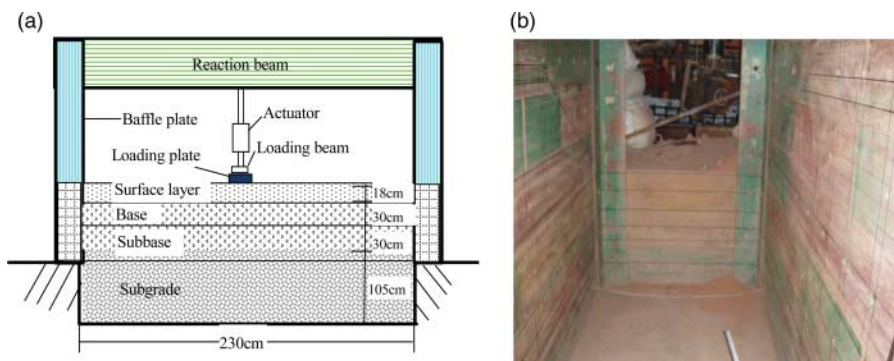 (a)
Reaction beam
Baffle plate
Actuator
Loading beam
Loading plate
Surface layer
18cm
Base
30cm
Subbase
30cm
Subgrade
105cm
230cm
(b)